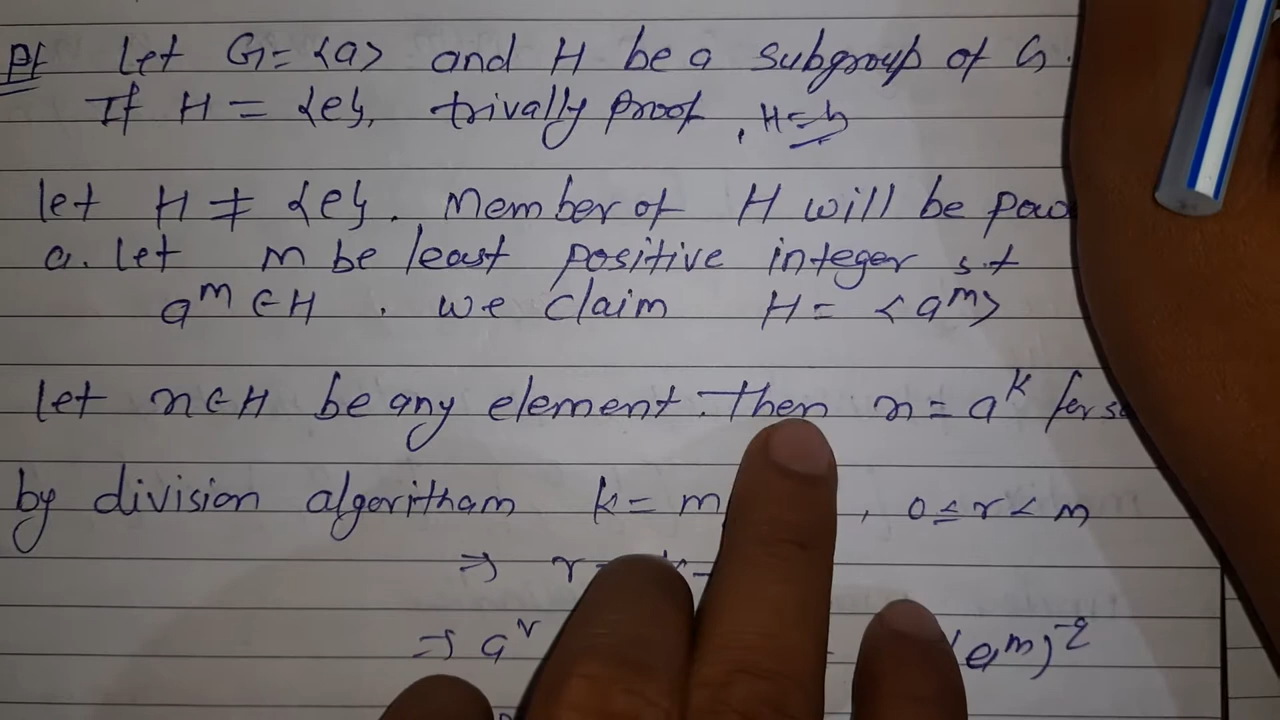 Pf Let G = <a> and H be a subgroup of G.
If H = {e}, trivally proof,
let H ≠ {e}. Member of H will be pow
a. let m be least positive integer s.t
a^m ∈ H. we claim H = <a^m>
let x ∈ H be any element. Then x = a^k for
by division algoritham k = m , 0 ≤ r < m
⇒ r = k-
⇒ a^r (a^m)^-q